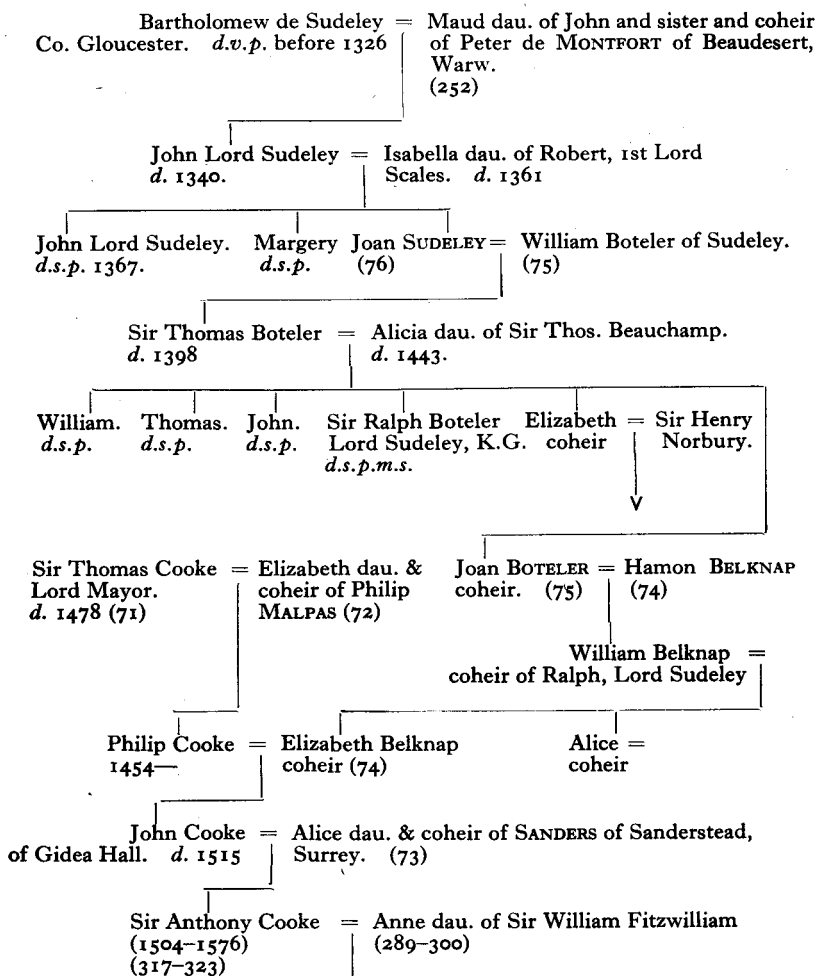 Bartholomew de Sudeley = Maud dau. of John and sister and coheir
Co. Gloucester. d.v.p. before 1326 of Peter de MONTFORT of Beaudesert,
Warw.
(252)
John Lord Sudeley = Isabella dau. of Robert, 1st Lord
d. 1340. Scales. d. 1361
John Lord Sudeley. Margery Joan SUDELEY = William Boteler of Sudeley.
d.s.p. 1367. d.s.p. (76) (75)
Sir Thomas Boteler = Alicia dau. of Sir Thos. Beauchamp.
d. 1398 d. 1443.
William. Thomas. John. Sir Ralph Boteler Elizabeth = Sir Henry
d.s.p. d.s.p. d.s.p. Lord Sudeley, K.G. coheir Norbury.
d.s.p.m.s.
Sir Thomas Cooke = Elizabeth dau. & Joan BOTELER = Hamon BELKNAP
Lord Mayor. coheir of Philip coheir. (75) (74)
d. 1478 (71) MALPAS (72)
William Belknap =
coheir of Ralph, Lord Sudeley
Philip Cooke = Elizabeth Belknap Alice =
1454— coheir (74) coheir
John Cooke = Alice dau. & coheir of SANDERS of Sanderstead,
of Gidea Hall. d. 1515 Surrey. (73)
Sir Anthony Cooke = Anne dau. of Sir William Fitzwilliam
(1504–1576) (289–300)
(317–323)